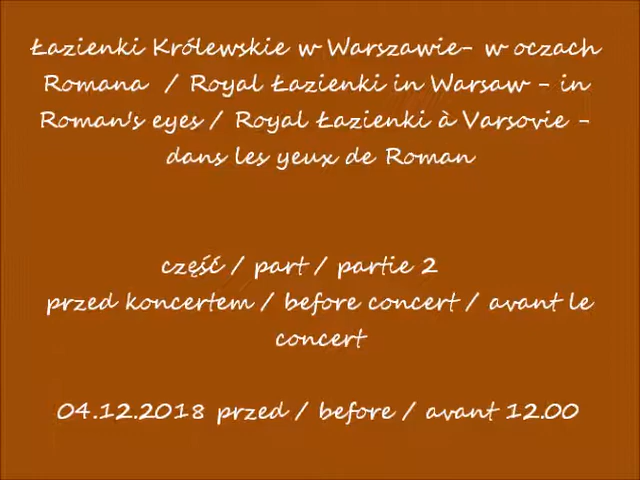 Łazienki Królewskie w Warszawie- w oczach
Romana / Royal Łazienki in Warsaw - in
Roman's eyes / Royal Łazienki à Varsovie -
dans les yeux de Roman
część / part / partie 2
przed koncertem / before concert / avant le
concert
04.12.2018 przed / before / avant 12.00